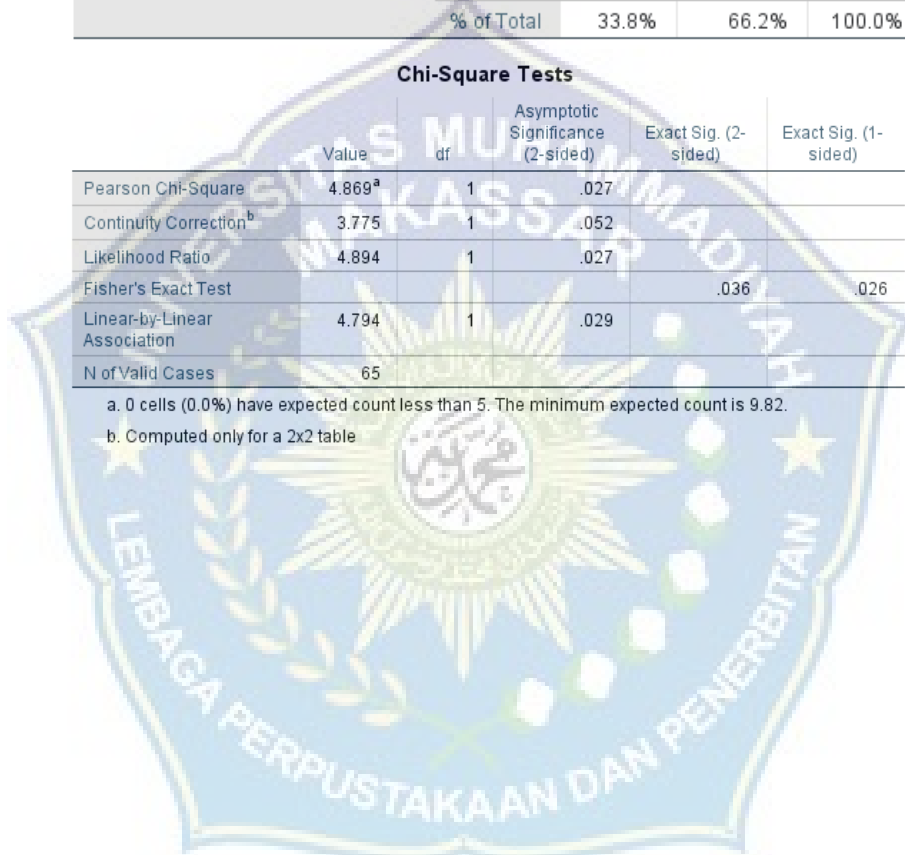 % of Total 33.8% 66.2% 100.0%
Chi-Square Tests
Value df Asymptotic Significance (2-sided) Exact Sig. (2-sided) Exact Sig. (1-sided)
Pearson Chi-Square 4.869a 1 .027
Continuity Correctionb 3.775 1 .052
Likelihood Ratio 4.894 1 .027
Fisher's Exact Test .036 .026
Linear-by-Linear Association 4.794 1 .029
N of Valid Cases 65
a. 0 cells (0.0%) have expected count less than 5. The minimum expected count is 9.82.
b. Computed only for a 2x2 table
UNIVERSITAS MUHAMMADIYAH
MAKASSAR
LEMBAGA PERPUSTAKAAN DAN PENERBITAN